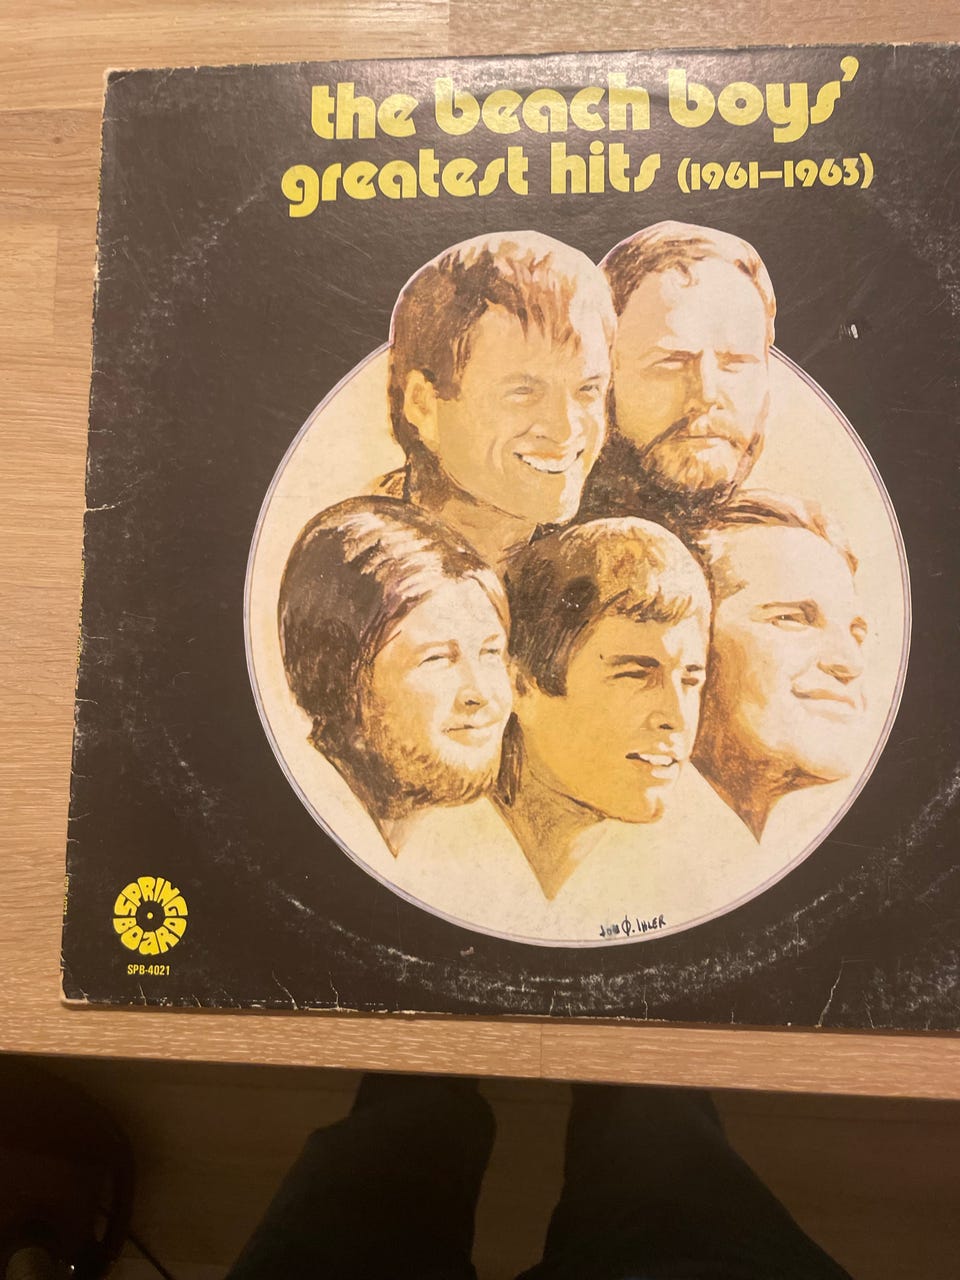 the beach boys'
greatest hits (1961–1963)
SPRING
BOARD
SPB-4021